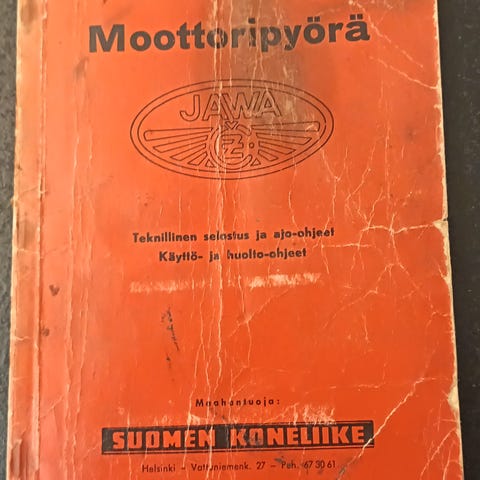 Moottoripyörä
JAWA
ČZ
Teknillinen selostus ja ajo-ohjeet
Käyttö- ja huolto-ohjeet
Maahantuoja:
SUOMEN KONELIIKE
Helsinki – Vattuniemenk. 27 – Puh. 67 30 61